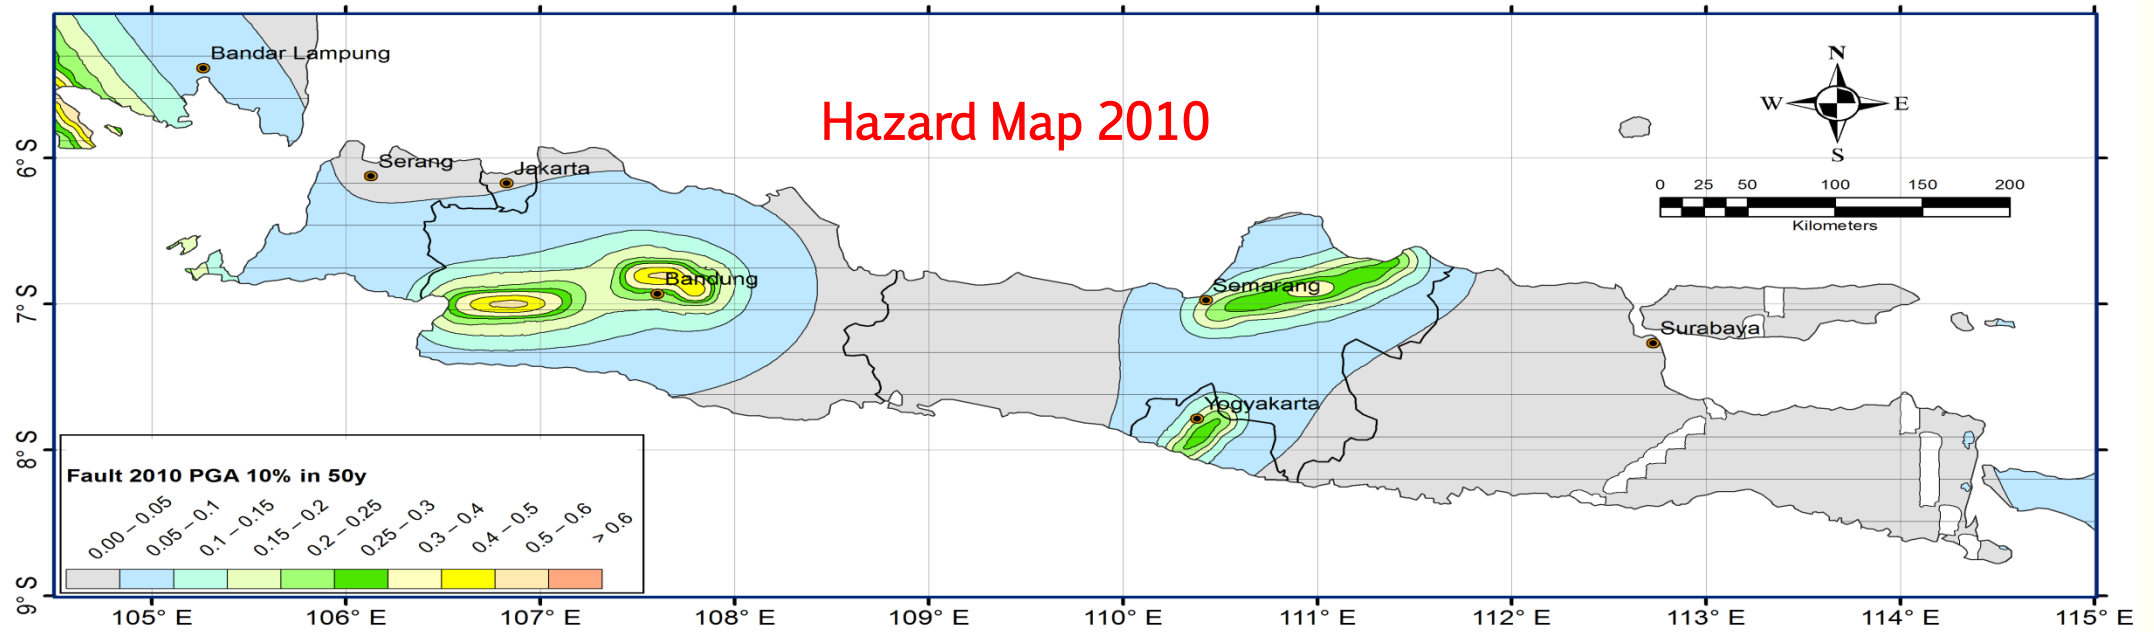 Bandar Lampung
Hazard Map 2010
N
W E
S
6° S
Serang
Jakarta
0 25 50 100 150 200
Kilometers
7° S
Bandung
Semarang
Surabaya
Yogyakarta
8° S
Fault 2010 PGA 10% in 50y
0.00 – 0.05
0.05 – 0.1
0.1 – 0.15
0.15 – 0.2
0.2 – 0.25
0.25 – 0.3
0.3 – 0.4
0.4 – 0.5
0.5 – 0.6
> 0.6
9° S
105° E 106° E 107° E 108° E 109° E 110° E 111° E 112° E 113° E 114° E 115° E